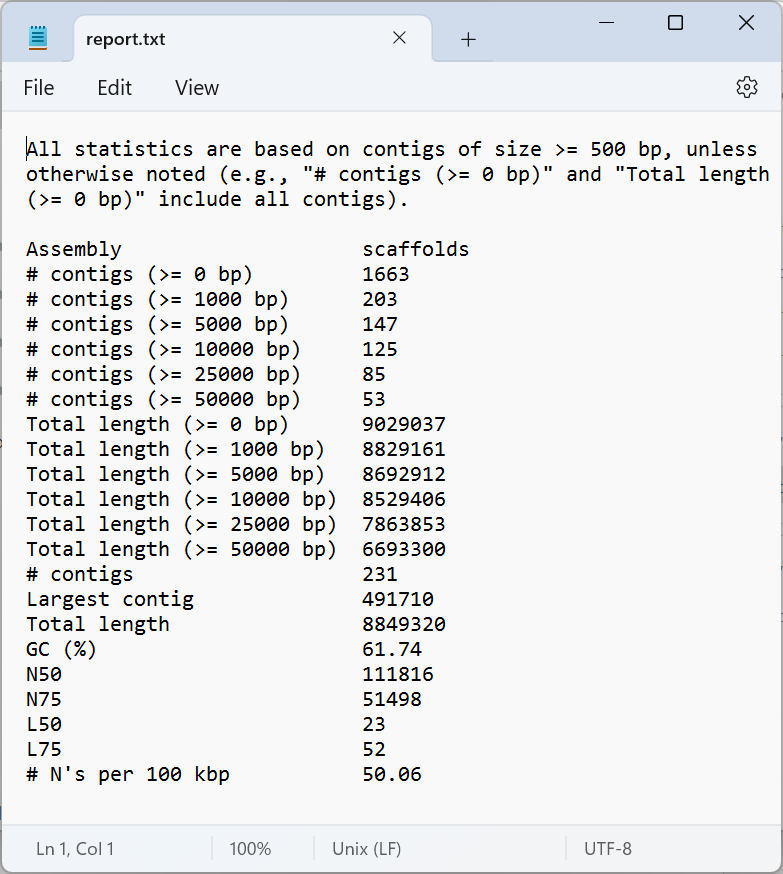 report.txt
File Edit View
All statistics are based on contigs of size >= 500 bp, unless
otherwise noted (e.g., "# contigs (>= 0 bp)" and "Total length
(>= 0 bp)" include all contigs).
Assembly scaffolds
# contigs (>= 0 bp) 1663
# contigs (>= 1000 bp) 203
# contigs (>= 5000 bp) 147
# contigs (>= 10000 bp) 125
# contigs (>= 25000 bp) 85
# contigs (>= 50000 bp) 53
Total length (>= 0 bp) 9029037
Total length (>= 1000 bp) 8829161
Total length (>= 5000 bp) 8692912
Total length (>= 10000 bp) 8529406
Total length (>= 25000 bp) 7863853
Total length (>= 50000 bp) 6693300
# contigs 231
Largest contig 491710
Total length 8849320
GC (%) 61.74
N50 111816
N75 51498
L50 23
L75 52
# N's per 100 kbp 50.06
Ln 1, Col 1 100% Unix (LF) UTF-8